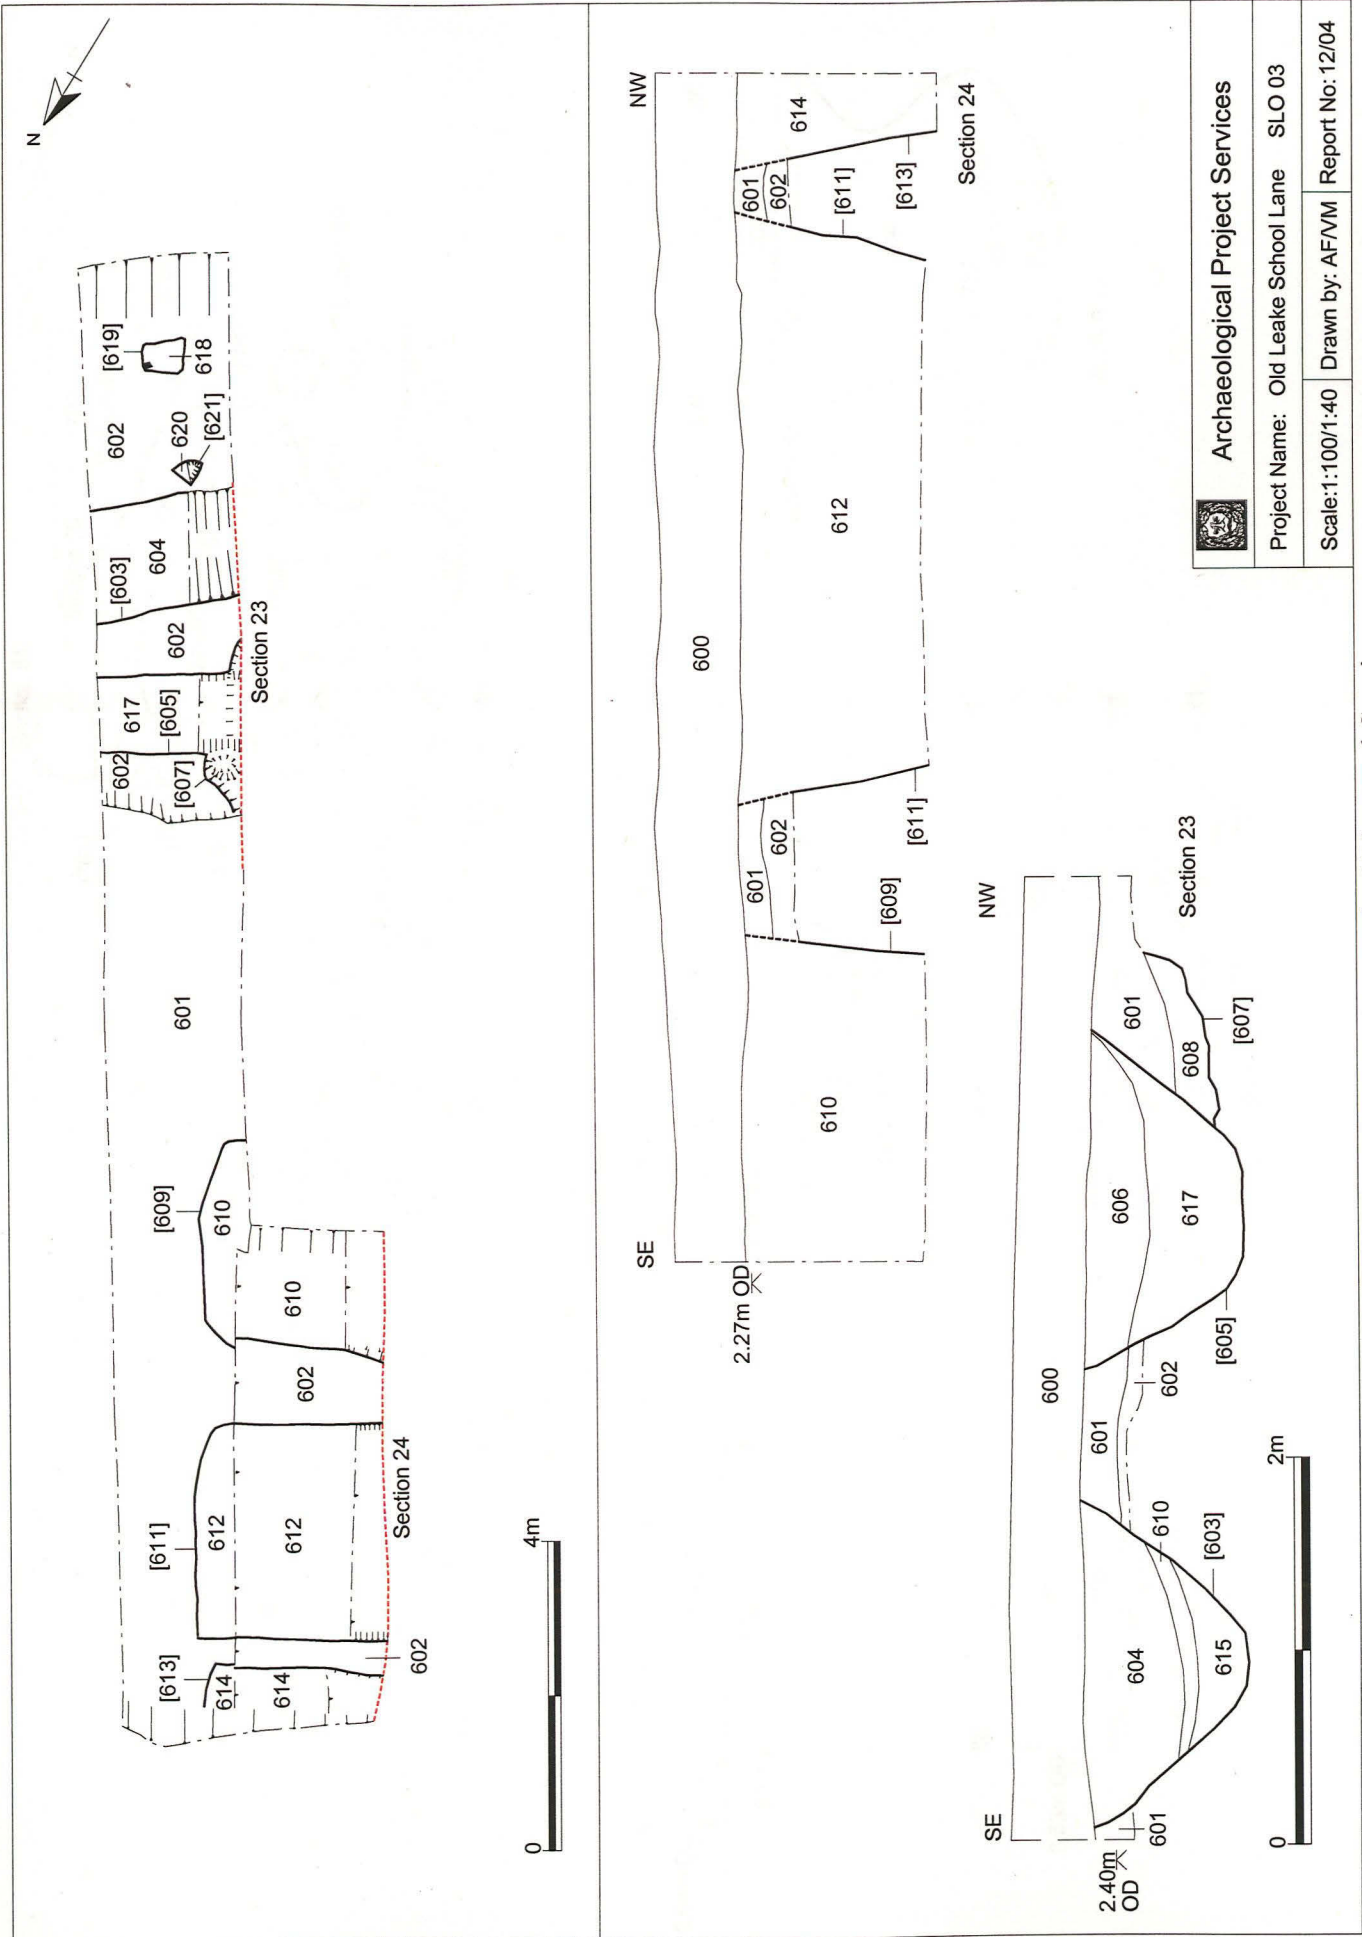 N
[619]
618
602
620
[621]
[603]
604
602
617
[605]
602
[607]
Section 23
601
[609]
610
610
602
[611]
612
612
Section 24
[613]
614
614
602
0
4m
SE
NW
2.27m OD
600
601
602
614
[611]
[613]
612
601
602
[611]
[609]
610
Section 24
SE
NW
2.40m
OD
600
601
608
[607]
606
617
[605]
602
601
610
[603]
604
615
601
Section 23
0
2m
Archaeological Project Services
Project Name: Old Leake School Lane SLO 03
Scale:1:100/1:40
Drawn by: AF/VM
Report No: 12/04